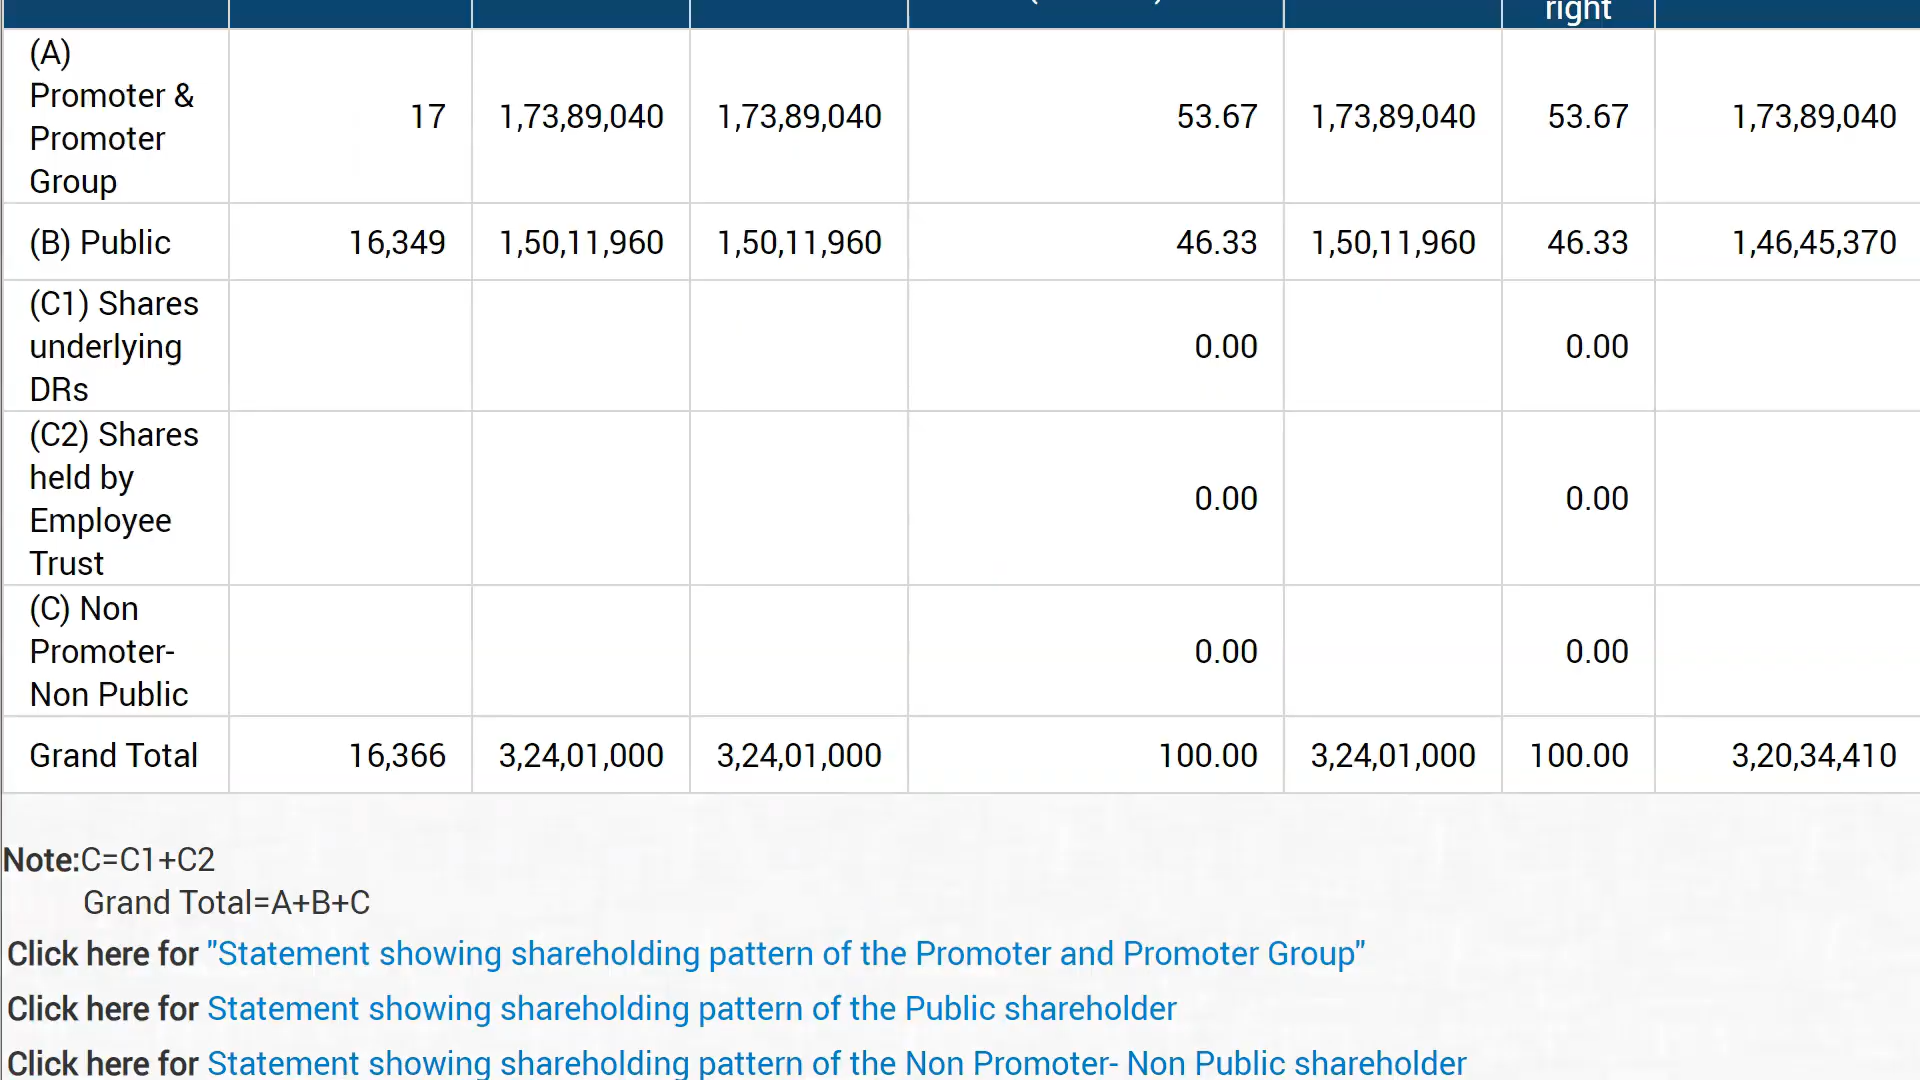 right
(A)
Promoter &
Promoter
Group
17 1,73,89,040 1,73,89,040 53.67 1,73,89,040 53.67 1,73,89,040
(B) Public 16,349 1,50,11,960 1,50,11,960 46.33 1,50,11,960 46.33 1,46,45,370
(C1) Shares
underlying
DRs
0.00 0.00
(C2) Shares
held by
Employee
Trust
0.00 0.00
(C) Non
Promoter-
Non Public
0.00 0.00
Grand Total 16,366 3,24,01,000 3,24,01,000 100.00 3,24,01,000 100.00 3,20,34,410
Note:C=C1+C2
Grand Total=A+B+C
Click here for "Statement showing shareholding pattern of the Promoter and Promoter Group"
Click here for Statement showing shareholding pattern of the Public shareholder
Click here for Statement showing shareholding pattern of the Non Promoter- Non Public shareholder